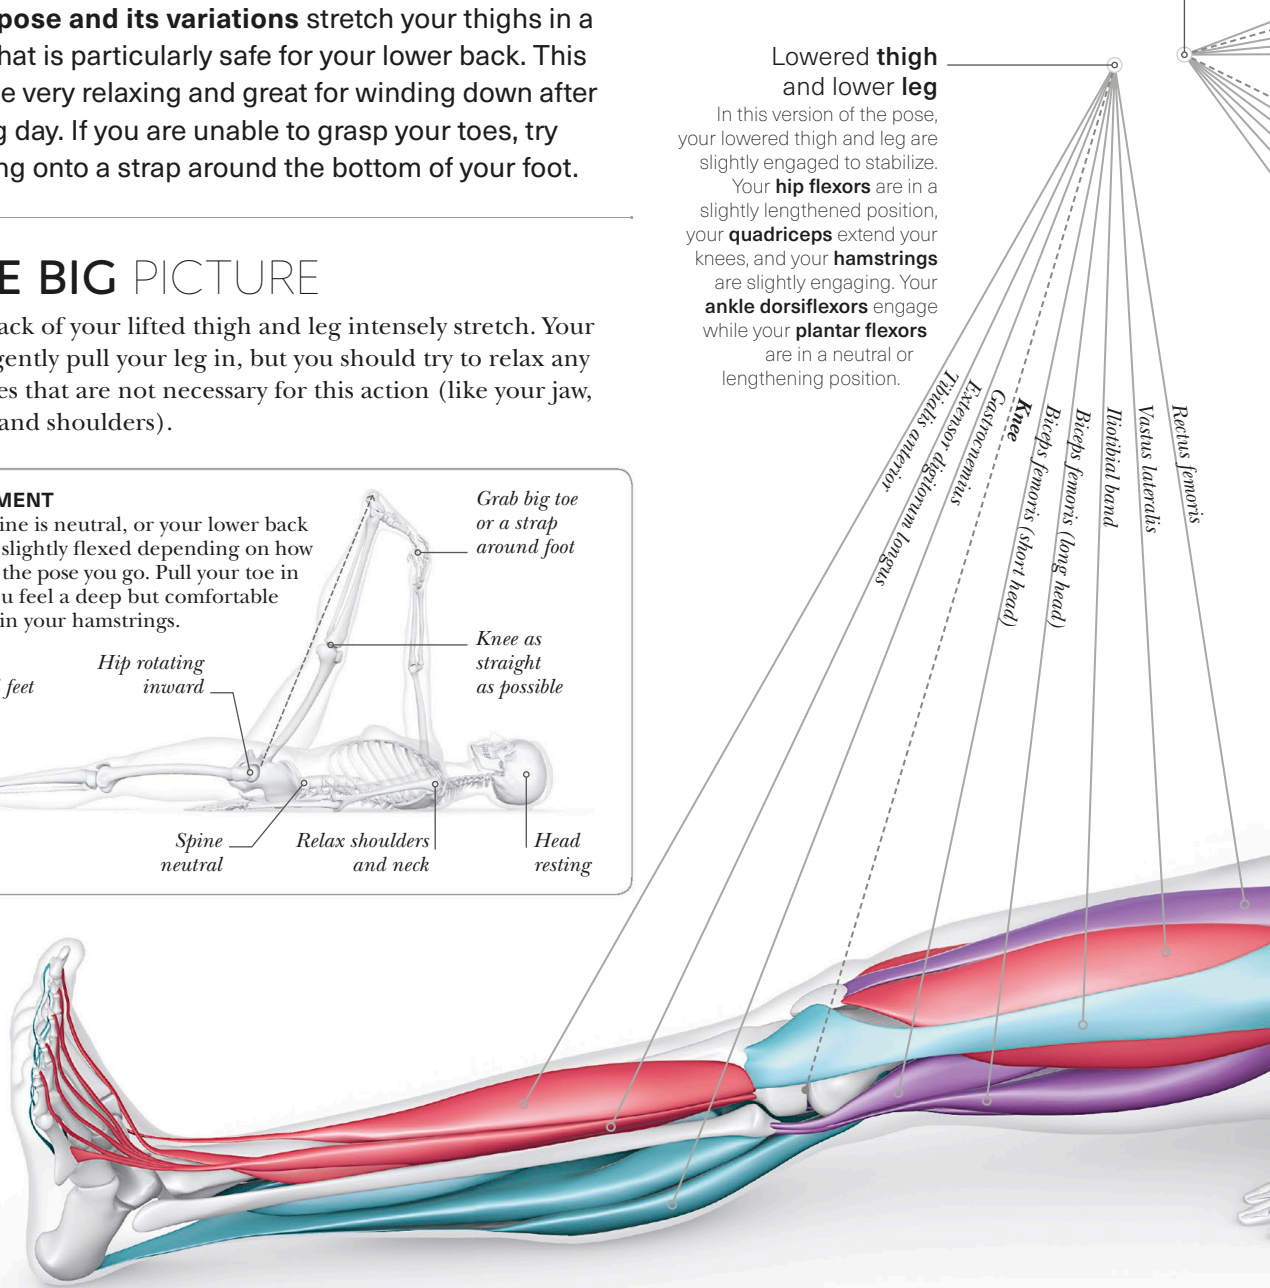 pose and its variations stretch your thighs in a
hat is particularly safe for your lower back. This
e very relaxing and great for winding down after
g day. If you are unable to grasp your toes, try
ng onto a strap around the bottom of your foot.
E BIG PICTURE
ack of your lifted thigh and leg intensely stretch. Your
gently pull your leg in, but you should try to relax any
es that are not necessary for this action (like your jaw,
and shoulders).
MENT
ine is neutral, or your lower back
slightly flexed depending on how
the pose you go. Pull your toe in
u feel a deep but comfortable
in your hamstrings.
Grab big toe
or a strap
around foot
Knee as
straight
as possible
Hip rotating
inward
feet
Spine
neutral
Relax shoulders
and neck
Head
resting
Lowered thigh
and lower leg
In this version of the pose,
your lowered thigh and leg are
slightly engaged to stabilize.
Your hip flexors are in a
slightly lengthened position,
your quadriceps extend your
knees, and your hamstrings
are slightly engaging. Your
ankle dorsiflexors engage
while your plantar flexors
are in a neutral or
lengthening position.
Tibialis anterior
Extensor digitorum longus
Gastrocnemius
Knee
Biceps femoris (short head)
Biceps femoris (long head)
Iliotibial band
Vastus lateralis
Rectus femoris